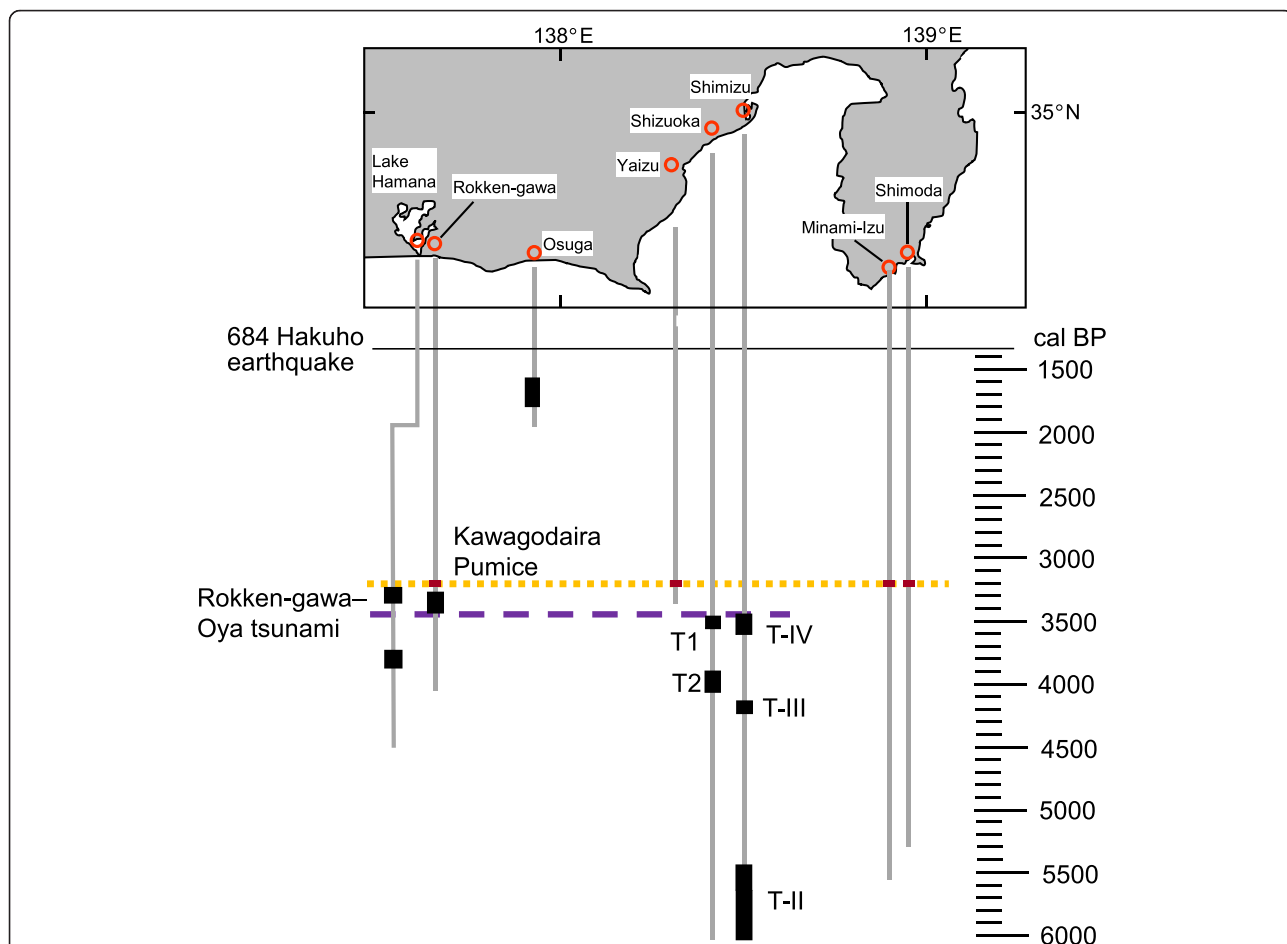 138°E
139°E
35°N
Shimizu
Shizuoka
Yaizu
Lake
Hamana
Rokken-gawa
Osuga
Shimoda
Minami-Izu
684 Hakuho
earthquake
cal BP
1500
2000
2500
Kawagodaira
Pumice
3000
Rokken-gawa–
Oya tsunami
3500
T1
T-IV
T2
4000
T-III
4500
5000
5500
T-II
6000